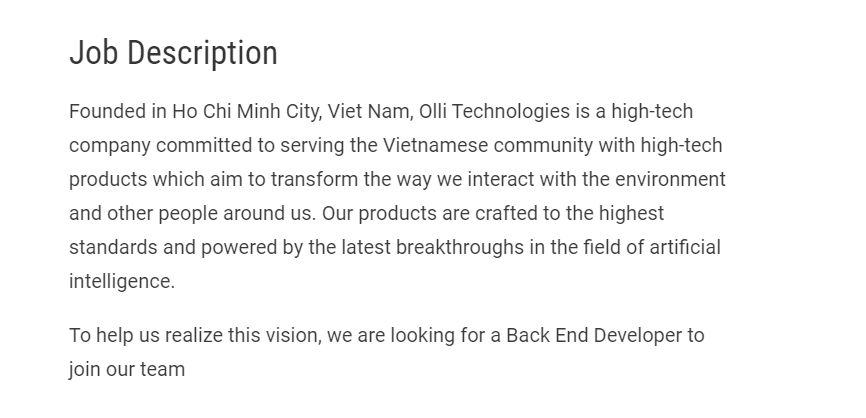 Job Description
Founded in Ho Chi Minh City, Viet Nam, Olli Technologies is a high-tech
company committed to serving the Vietnamese community with high-tech
products which aim to transform the way we interact with the environment
and other people around us. Our products are crafted to the highest
standards and powered by the latest breakthroughs in the field of artificial
intelligence.
To help us realize this vision, we are looking for a Back End Developer to
join our team